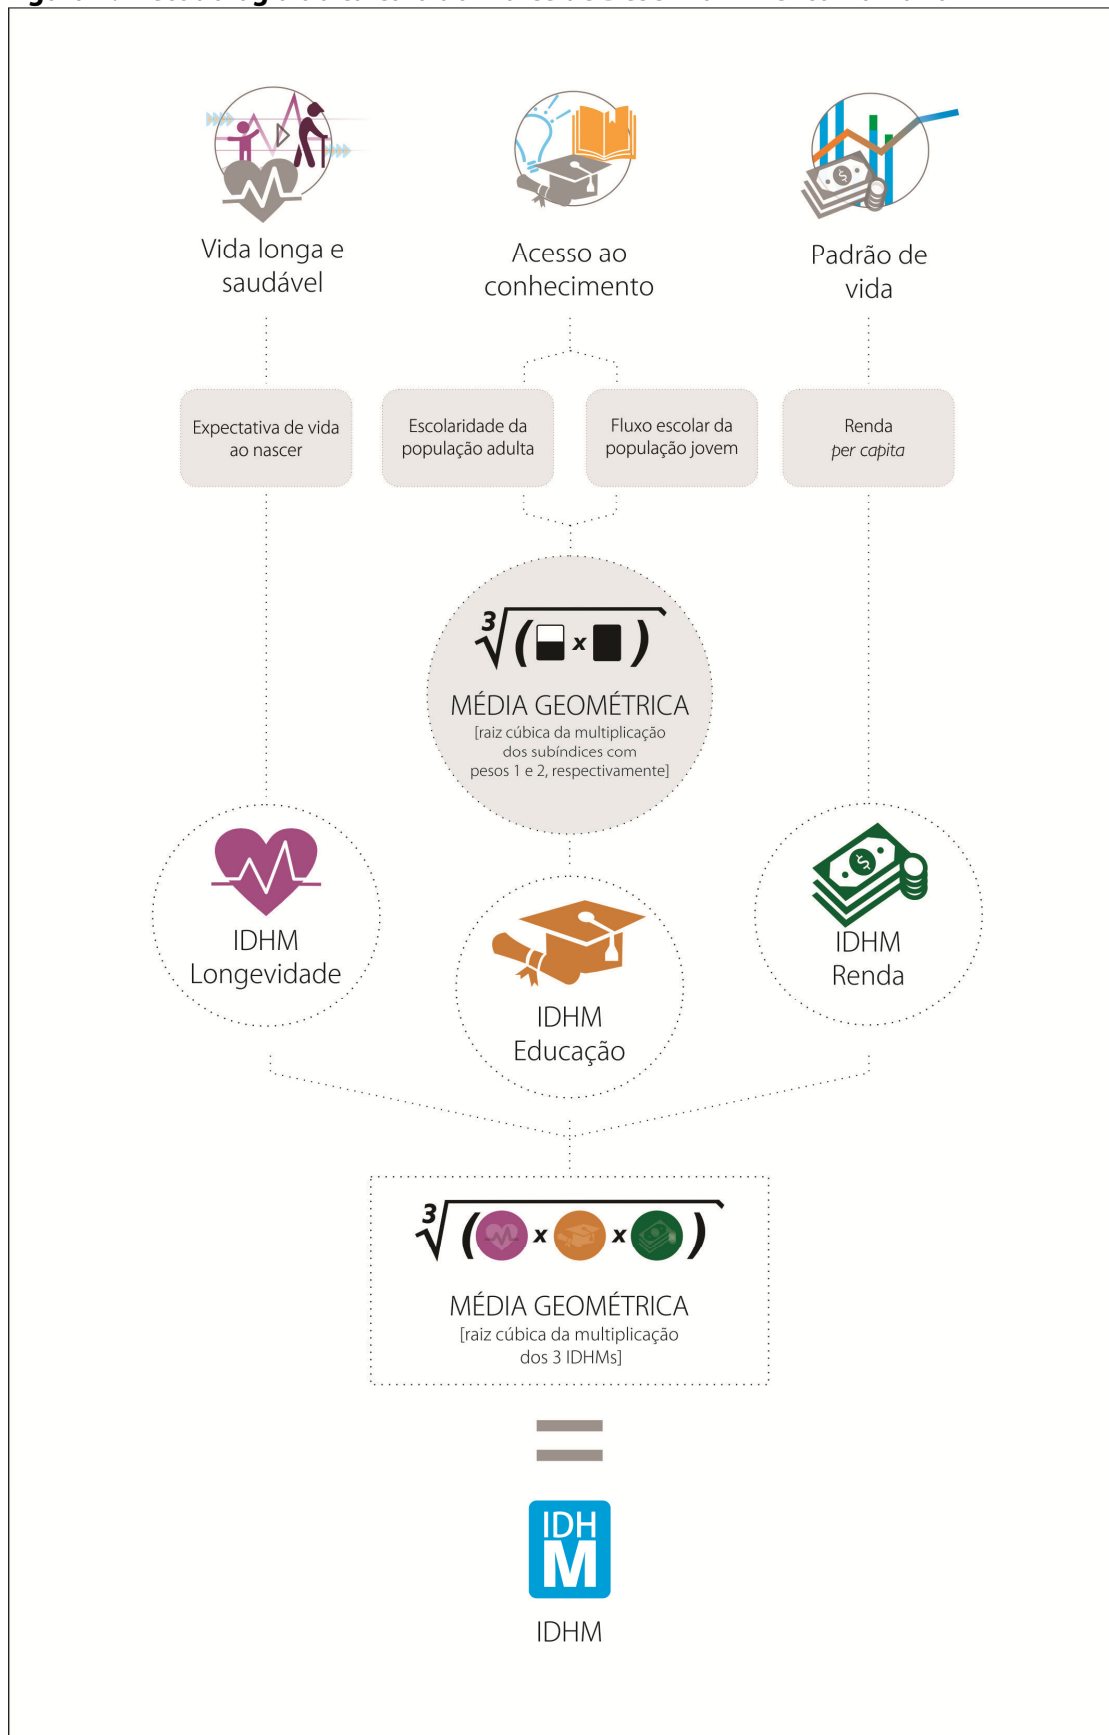 Vida longa e
saudável
Acesso ao
conhecimento
Padrão de
vida
Expectativa de vida
ao nascer
Escolaridade da
população adulta
Fluxo escolar da
população jovem
Renda
per capita
3√( x )
MÉDIA GEOMÉTRICA
[raiz cúbica da multiplicação
dos subíndices com
pesos 1 e 2, respectivamente]
IDHM
Longevidade
IDHM
Educação
IDHM
Renda
3√( x x )
MÉDIA GEOMÉTRICA
[raiz cúbica da multiplicação
dos 3 IDHMs]
=
IDH
M
IDHM